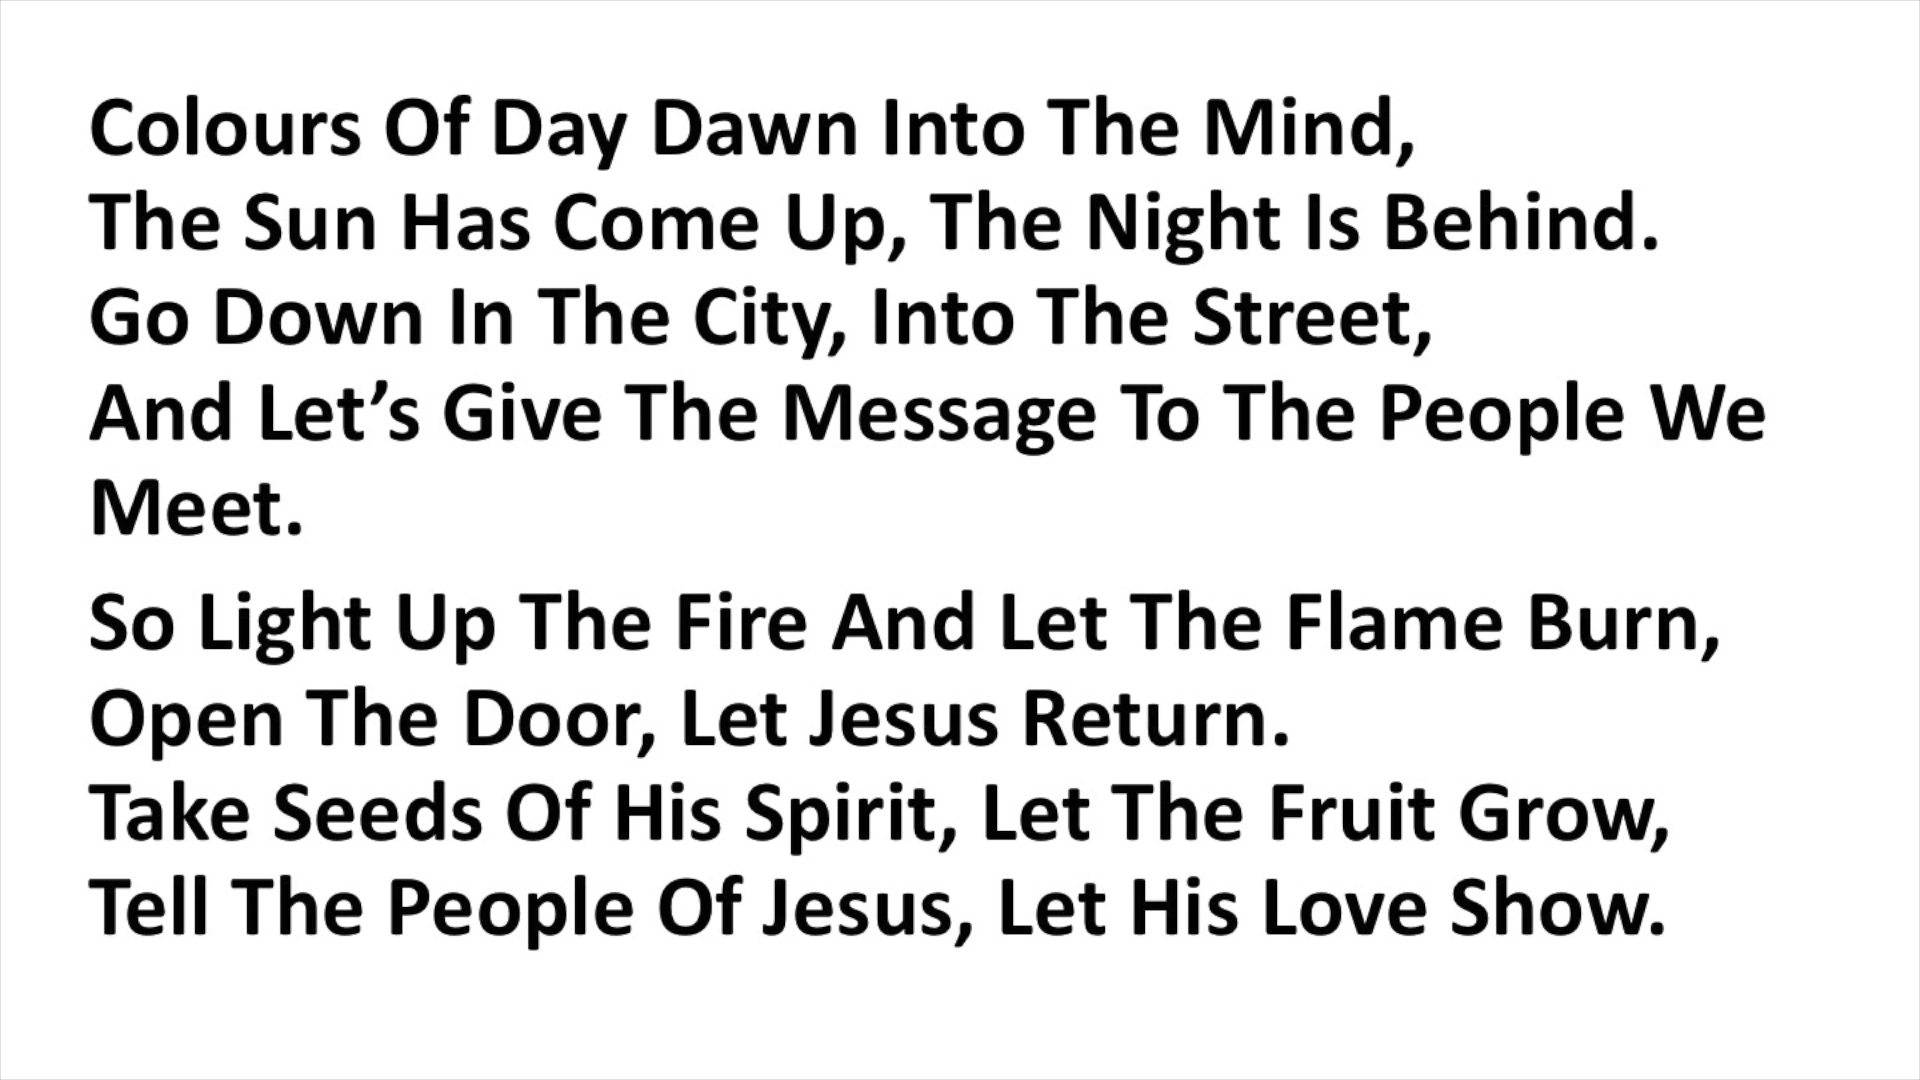 Colours Of Day Dawn Into The Mind,
The Sun Has Come Up, The Night Is Behind.
Go Down In The City, Into The Street,
And Let’s Give The Message To The People We
Meet.
So Light Up The Fire And Let The Flame Burn,
Open The Door, Let Jesus Return.
Take Seeds Of His Spirit, Let The Fruit Grow,
Tell The People Of Jesus, Let His Love Show.